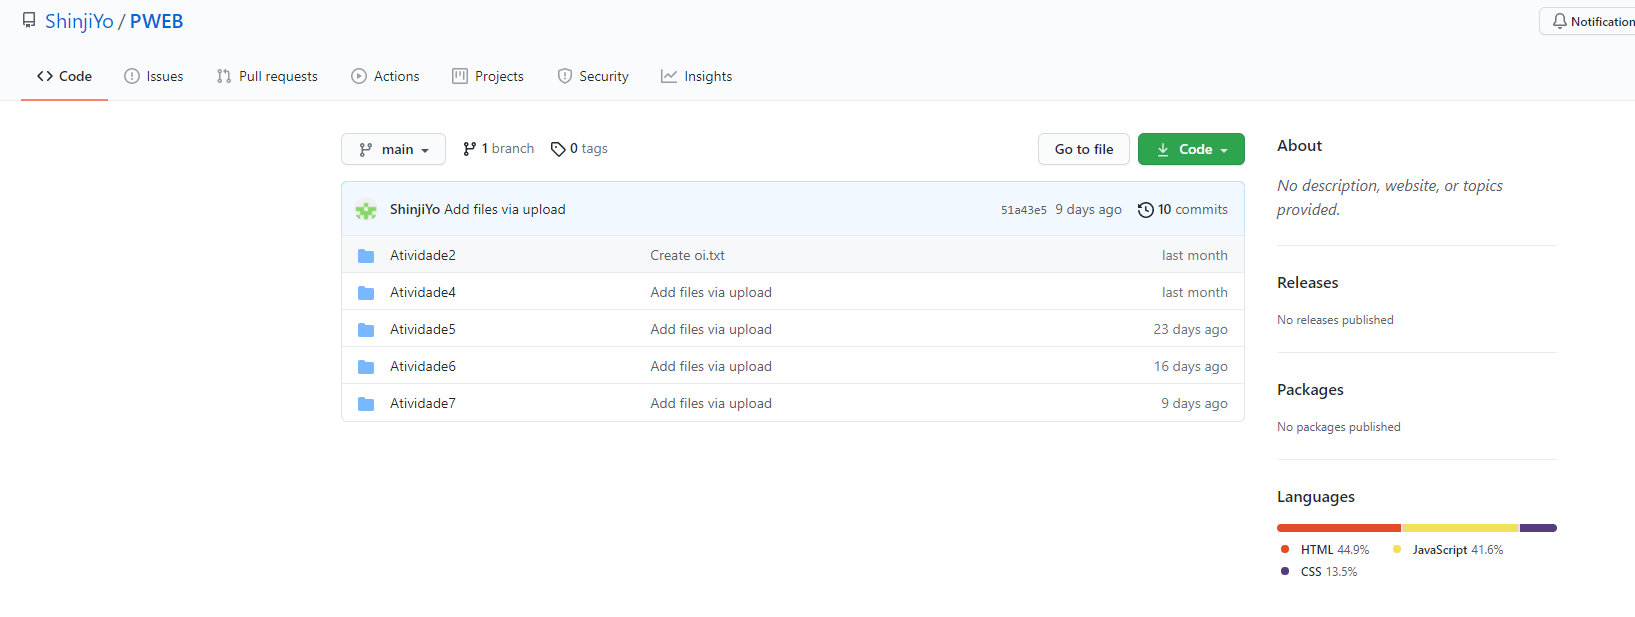 ShinjiYo / PWEB
Notification
Code Issues Pull requests Actions Projects Security Insights
main 1 branch 0 tags Go to file Code
ShinjiYo Add files via upload 51a43e5 9 days ago 10 commits
Atividade2 Create oi.txt last month
Atividade4 Add files via upload last month
Atividade5 Add files via upload 23 days ago
Atividade6 Add files via upload 16 days ago
Atividade7 Add files via upload 9 days ago
About
No description, website, or topics
provided.
Releases
No releases published
Packages
No packages published
Languages
HTML 44.9% JavaScript 41.6%
CSS 13.5%